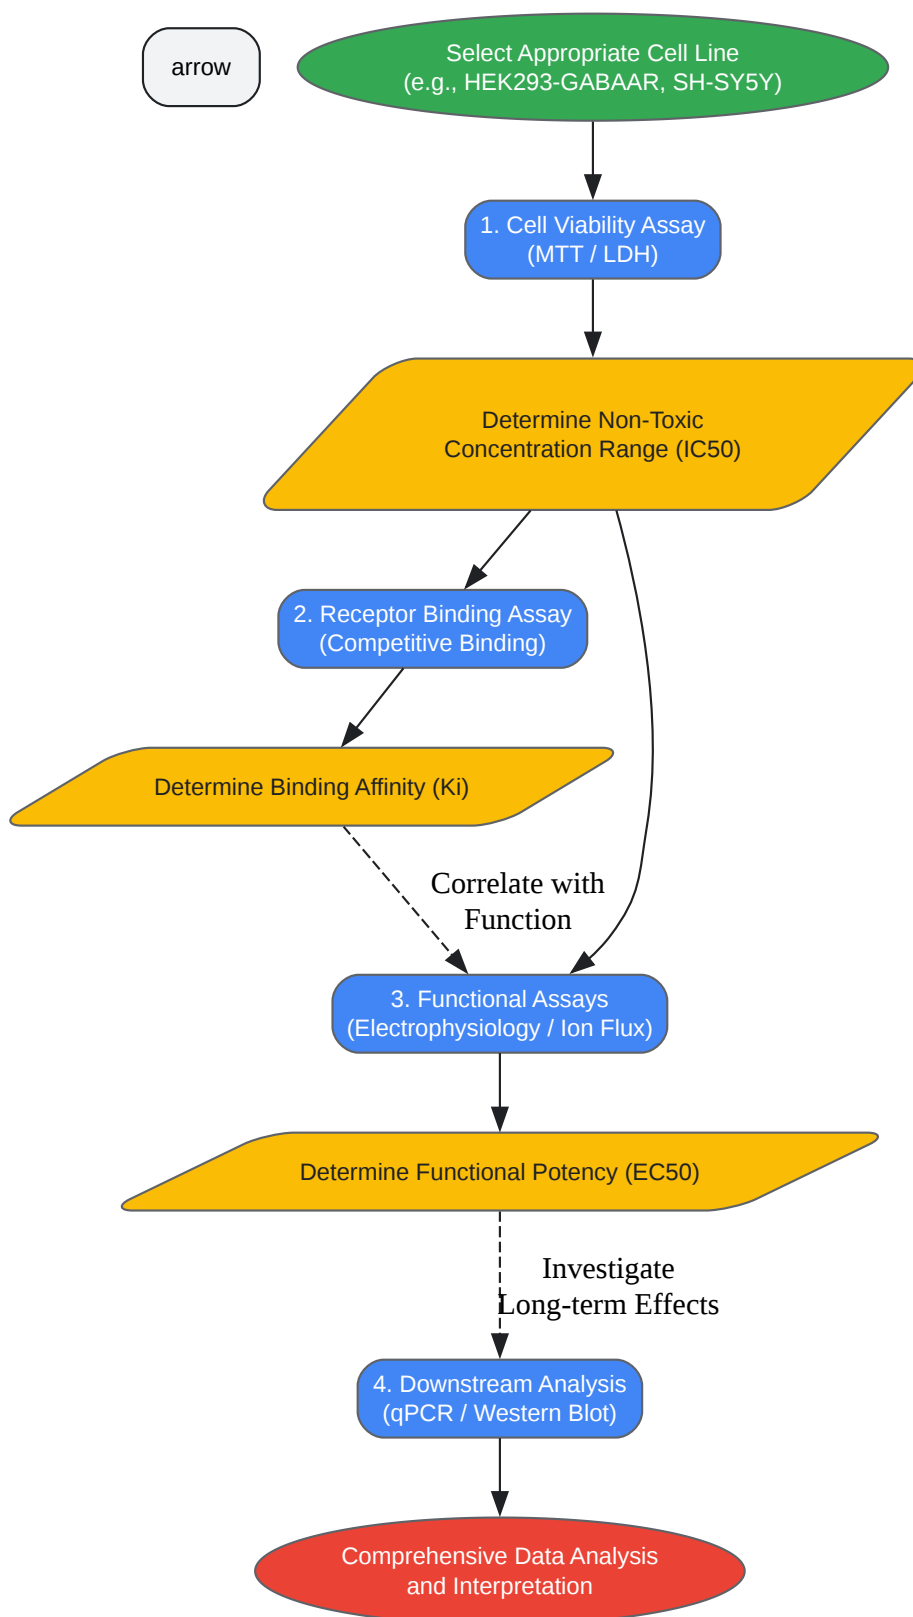 arrow
Select Appropriate Cell Line
(e.g., HEK293-GABAAR, SH-SY5Y)
1. Cell Viability Assay
(MTT / LDH)
Determine Non-Toxic
Concentration Range (IC50)
2. Receptor Binding Assay
(Competitive Binding)
Determine Binding Affinity (Ki)
Correlate with
Function
3. Functional Assays
(Electrophysiology / Ion Flux)
Determine Functional Potency (EC50)
Investigate
Long-term Effects
4. Downstream Analysis
(qPCR / Western Blot)
Comprehensive Data Analysis
and Interpretation